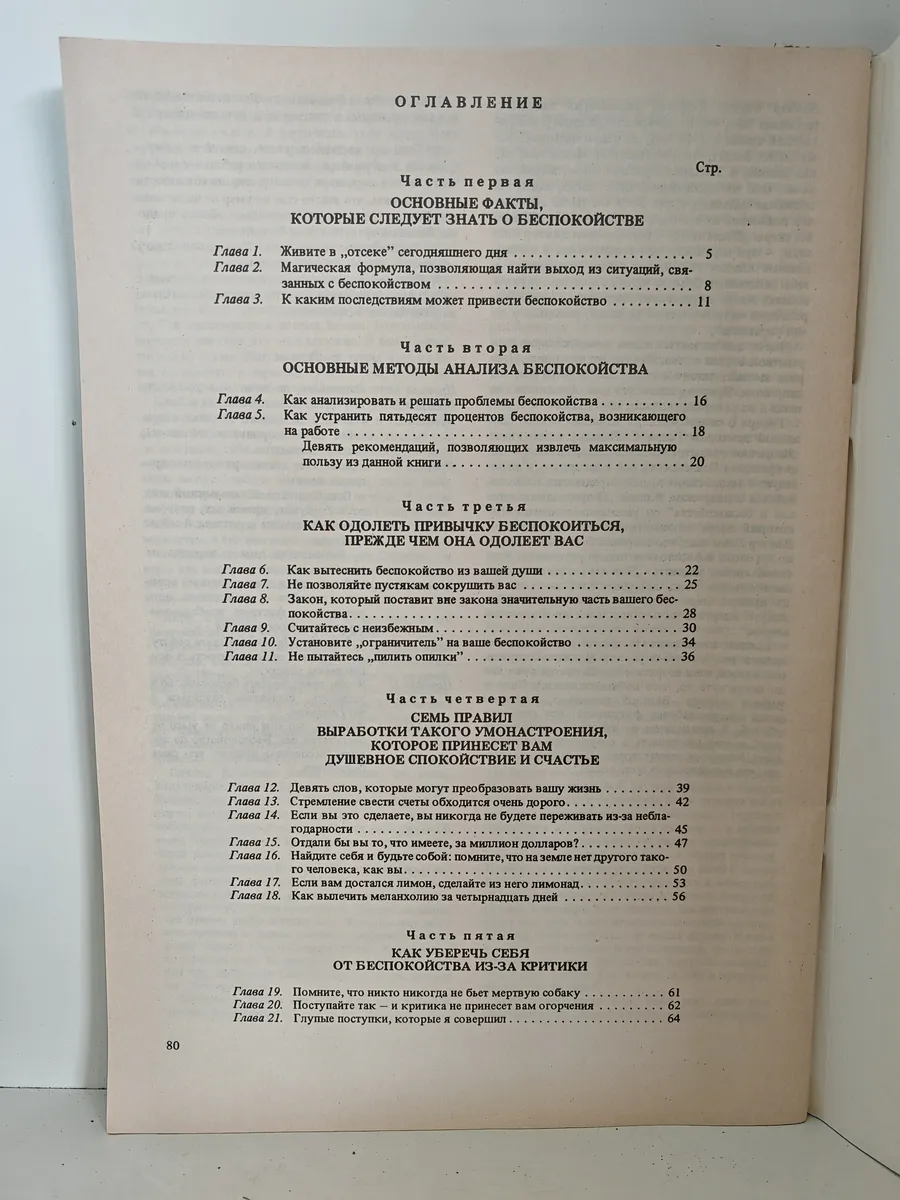 ОГЛАВЛЕНИЕ
Стр.
Часть первая
ОСНОВНЫЕ ФАКТЫ,
КОТОРЫЕ СЛЕДУЕТ ЗНАТЬ О БЕСПОКОЙСТВЕ
Глава 1. Живите в „отсеке” сегодняшнего дня . . . . . . . . . . . . . . . . . . . . . . 5
Глава 2. Магическая формула, позволяющая найти выход из ситуаций, свя-
занных с беспокойством . . . . . . . . . . . . . . . . . . . . . . . . . . . . . . . 8
Глава 3. К каким последствиям может привести беспокойство . . . . . . . . . . 11
Часть вторая
ОСНОВНЫЕ МЕТОДЫ АНАЛИЗА БЕСПОКОЙСТВА
Глава 4. Как анализировать и решать проблемы беспокойства . . . . . . . . . . . 16
Глава 5. Как устранить пятьдесят процентов беспокойства, возникающего
на работе . . . . . . . . . . . . . . . . . . . . . . . . . . . . . . . . . . . . . . . . . . 18
Девять рекомендаций, позволяющих извлечь максимальную
пользу из данной книги . . . . . . . . . . . . . . . . . . . . . . . . . . . . . 20
Часть третья
КАК ОДОЛЕТЬ ПРИВЫЧКУ БЕСПОКОИТЬСЯ,
ПРЕЖДЕ ЧЕМ ОНА ОДОЛЕЕТ ВАС
Глава 6. Как вытеснить беспокойство из вашей души . . . . . . . . . . . . . . . . . 22
Глава 7. Не позволяйте пустякам сокрушить вас . . . . . . . . . . . . . . . . . . . . 25
Глава 8. Закон, который поставит вне закона значительную часть вашего бес-
покойства. . . . . . . . . . . . . . . . . . . . . . . . . . . . . . . . . . . . . . . . . 28
Глава 9. Считайтесь с неизбежным. . . . . . . . . . . . . . . . . . . . . . . . . . . . . . 30
Глава 10. Установите „ограничитель” на ваше беспокойство . . . . . . . . . . . . . 34
Глава 11. Не пытайтесь „пилить опилки” . . . . . . . . . . . . . . . . . . . . . . . . . . 36
Часть четвертая
СЕМЬ ПРАВИЛ
ВЫРАБОТКИ ТАКОГО УМОНАСТРОЕНИЯ,
КОТОРОЕ ПРИНЕСЕТ ВАМ
ДУШЕВНОЕ СПОКОЙСТВИЕ И СЧАСТЬЕ
Глава 12. Девять слов, которые могут преобразовать вашу жизнь . . . . . . . . . 39
Глава 13. Стремление свести счеты обходится очень дорого. . . . . . . . . . . . . 42
Глава 14. Если вы это сделаете, вы никогда не будете переживать из-за небла-
годарности . . . . . . . . . . . . . . . . . . . . . . . . . . . . . . . . . . . . . . . 45
Глава 15. Отдали бы вы то, что имеете, за миллион долларов? . . . . . . . . . . . . 47
Глава 16. Найдите себя и будьте собой: помните, что на земле нет другого тако-
го человека, как вы. . . . . . . . . . . . . . . . . . . . . . . . . . . . . . . . . 50
Глава 17. Если вам достался лимон, сделайте из него лимонад. . . . . . . . . . . . 53
Глава 18. Как вылечить меланхолию за четырнадцать дней . . . . . . . . . . . . . . 56
Часть пятая
КАК УБЕРЕЧЬ СЕБЯ
ОТ БЕСПОКОЙСТВА ИЗ-ЗА КРИТИКИ
Глава 19. Помните, что никто никогда не бьет мертвую собаку . . . . . . . . . . . 61
Глава 20. Поступайте так – и критика не принесет вам огорчения . . . . . . . . . 62
Глава 21. Глупые поступки, которые я совершил . . . . . . . . . . . . . . . . . . . . . 64
80